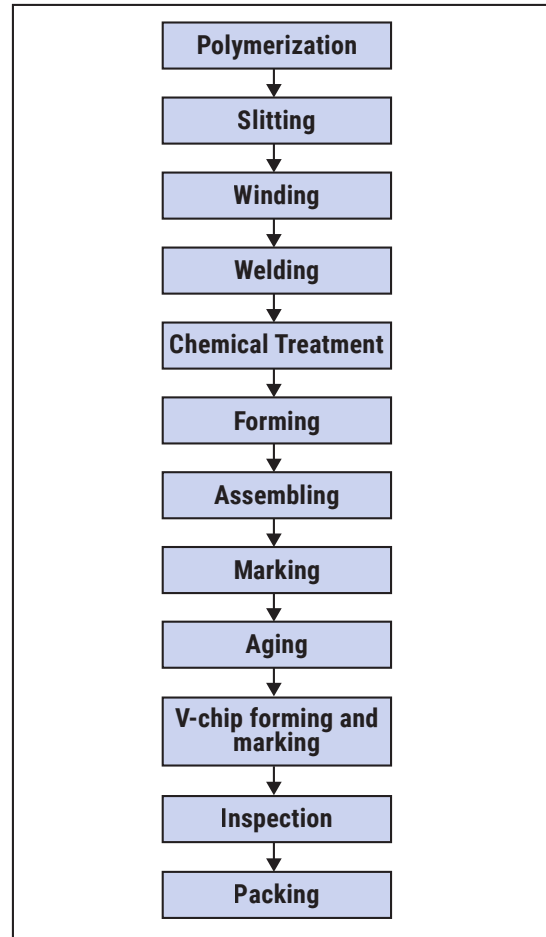 Polymerization
Slitting
Winding
Welding
Chemical Treatment
Forming
Assembling
Marking
Aging
V-chip forming and
marking
Inspection
Packing